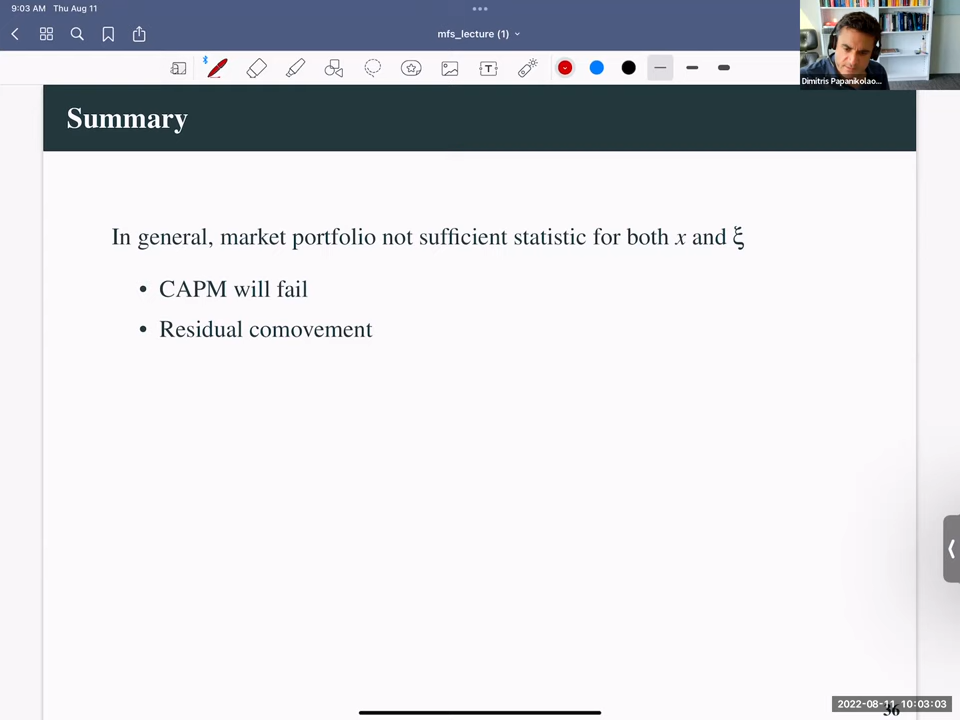 9:03 AM Thu Aug 11
mfs_lecture (1)
T
Dimitris Papanikolao...
Summary
In general, market portfolio not sufficient statistic for both x and ξ
• CAPM will fail
• Residual comovement
2022-08-11 10:03:03
36